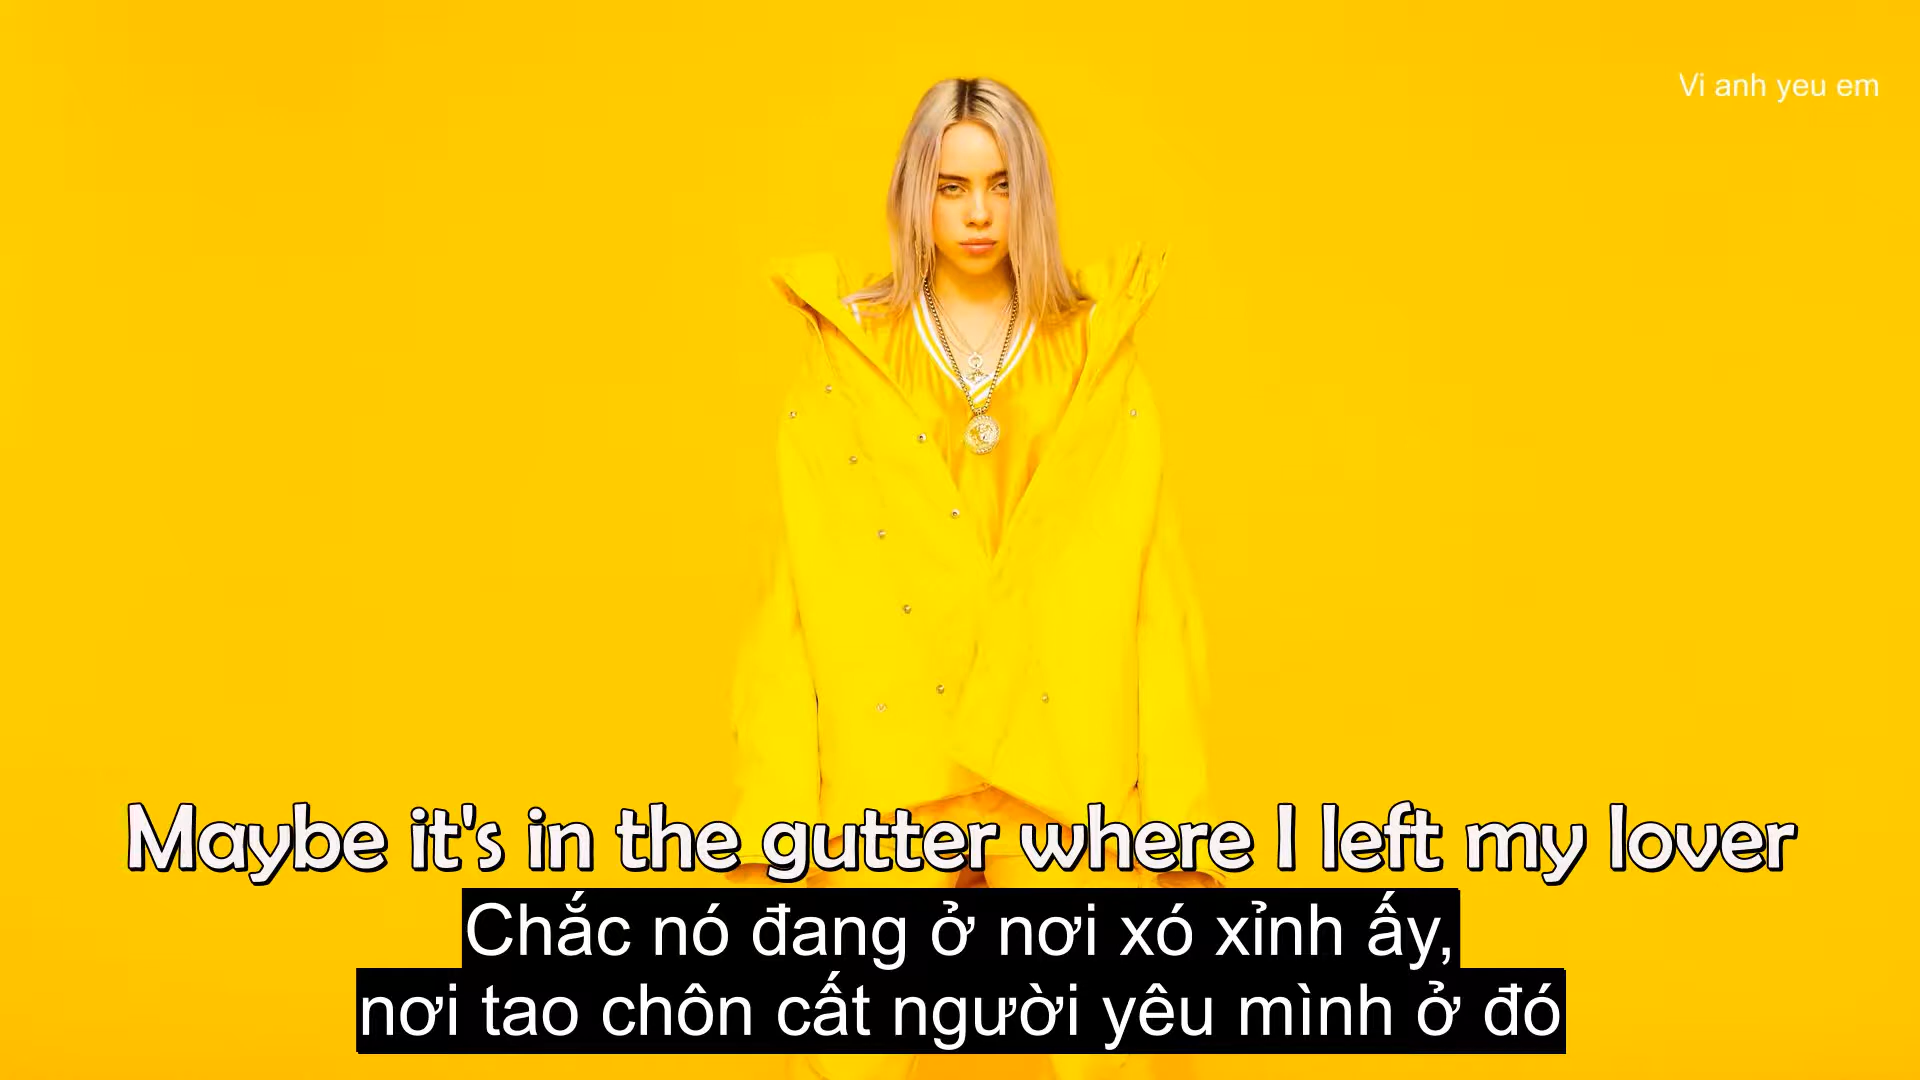 Vi anh yeu em
Maybe it's in the gutter where I left my lover
Chắc nó đang ở nơi xó xỉnh ấy,
nơi tao chôn cất người yêu mình ở đó